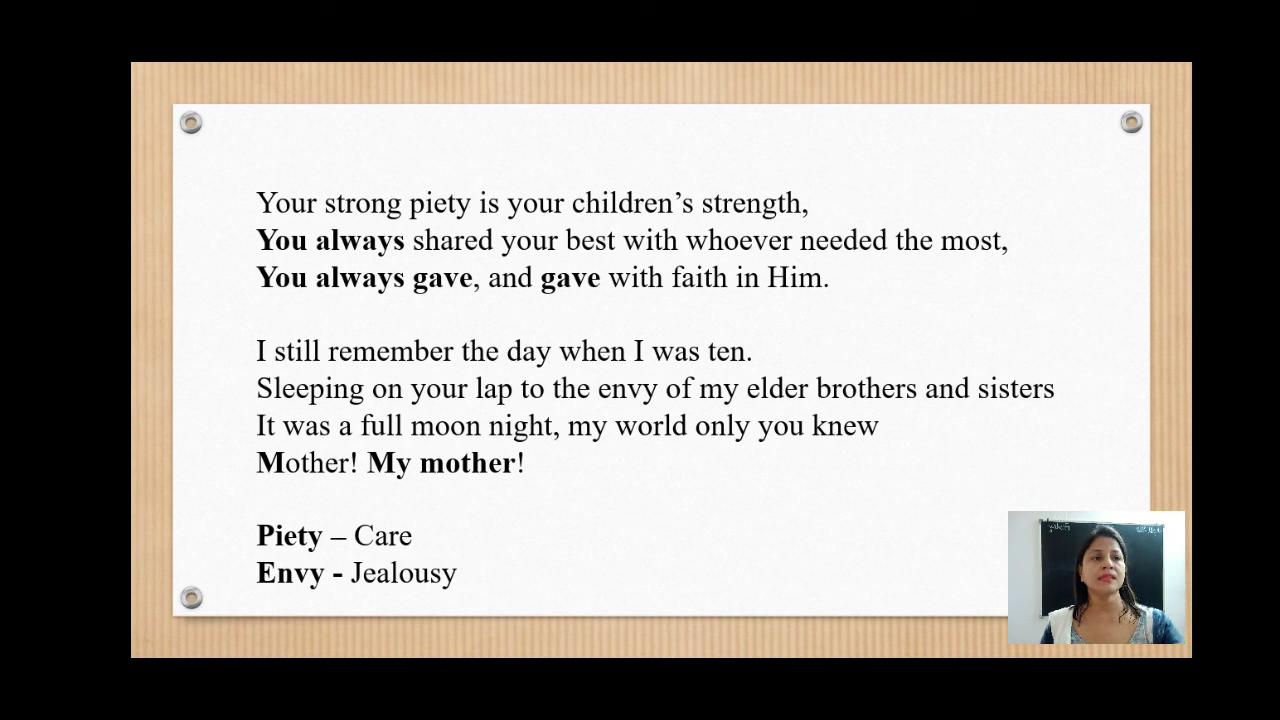 Your strong piety is your children’s strength,
You always shared your best with whoever needed the most,
You always gave, and gave with faith in Him.
I still remember the day when I was ten.
Sleeping on your lap to the envy of my elder brothers and sisters
It was a full moon night, my world only you knew
Mother! My mother!
Piety – Care
Envy - Jealousy